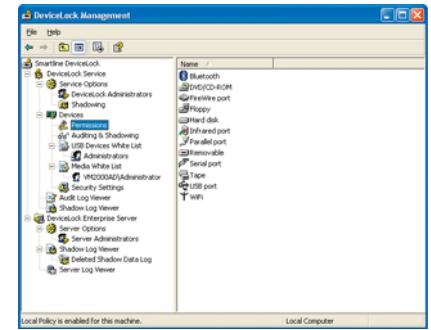 DeviceLock Management
File Help
Smartline DeviceLock
DeviceLock Service
Service Options
DeviceLock Administrators
Shadowing
Devices
Permissions
Auditing & Shadowing
USB Devices White List
Administrators
Media White List
VM2000AD\Administrator
Security Settings
Audit Log Viewer
Shadow Log Viewer
DeviceLock Enterprise Server
Server Options
Server Administrators
Shadow Log Viewer
Deleted Shadow Data Log
Server Log Viewer
Name
Bluetooth
DVD/CD-ROM
FireWire port
Floppy
Hard disk
Infrared port
Parallel port
Removable
Serial port
Tape
USB port
WiFi
Local Policy is enabled for this machine.
Local Computer